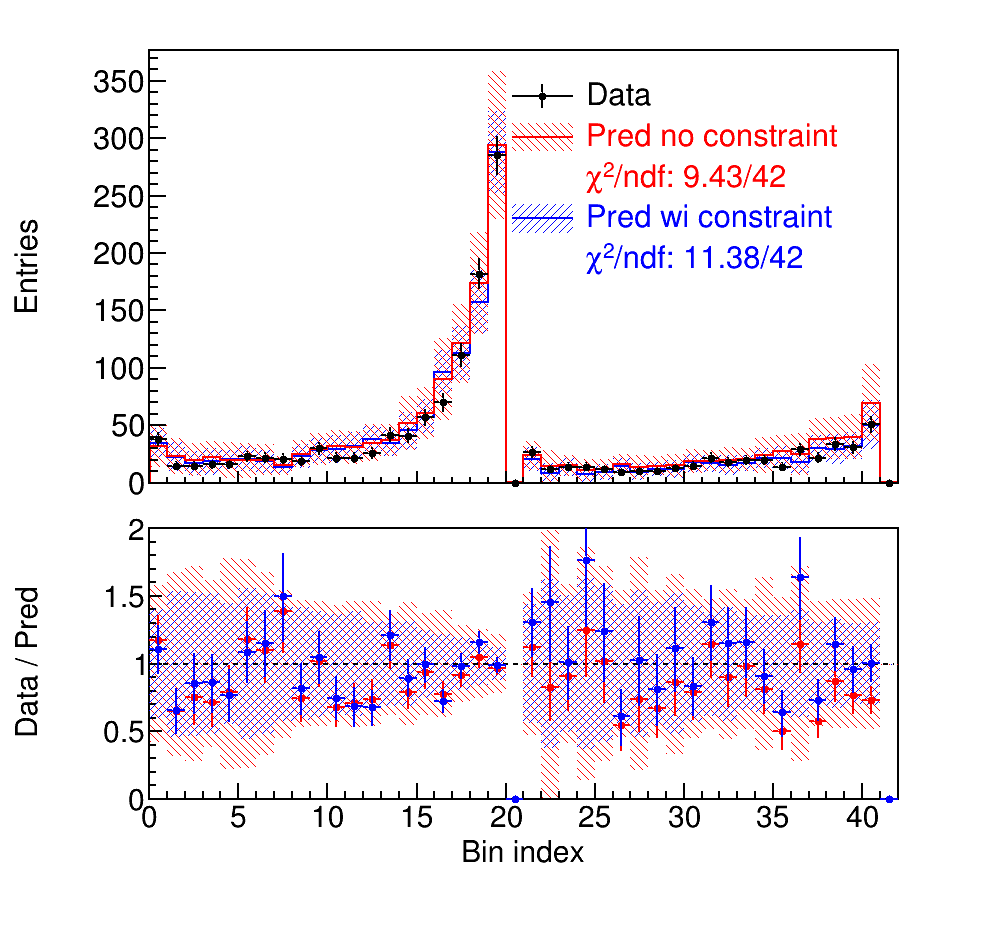 Entries
350
300
250
200
150
100
50
0
Data
Pred no constraint
χ²/ndf: 9.43/42
Pred wi constraint
χ²/ndf: 11.38/42
Data / Pred
2
1.5
1
0.5
0
0 5 10 15 20 25 30 35 40
Bin index